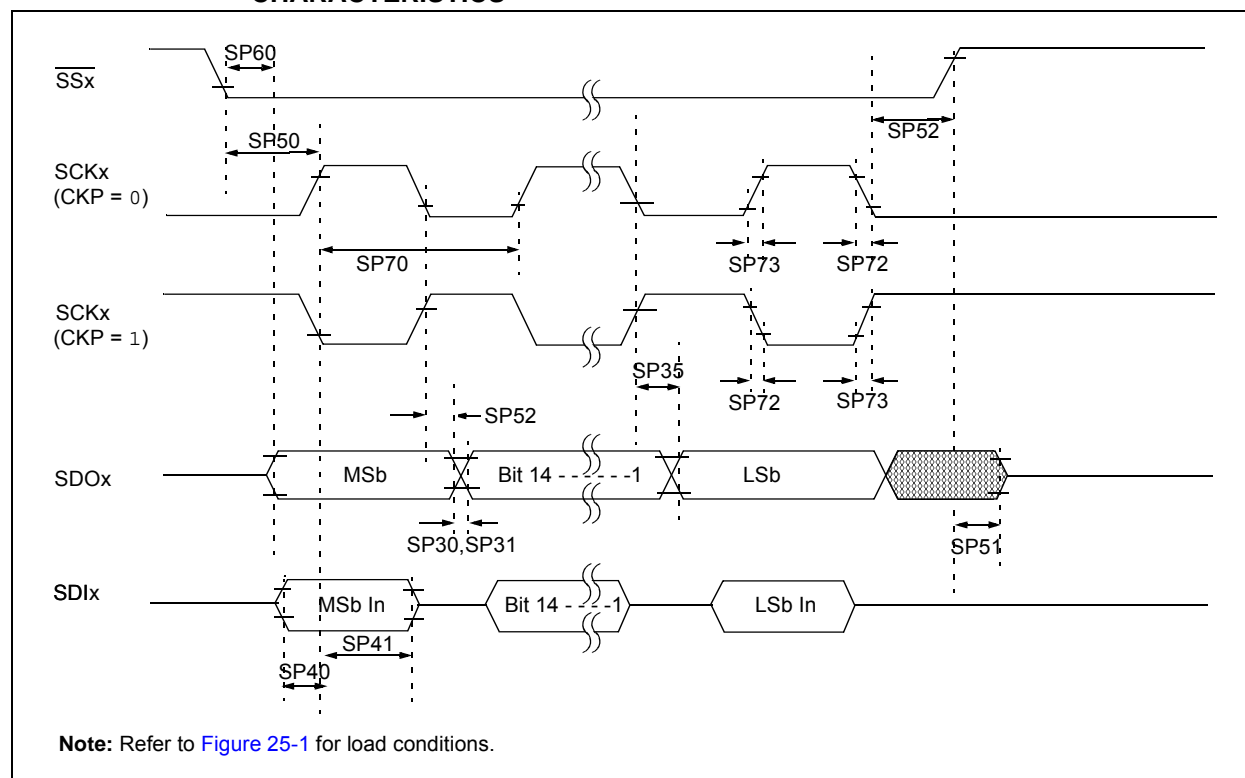 CHARACTERISTICS
SP60
SSx
SP52
SP50
SCKx
(CKP = 0)
SP70
SP73
SP72
SCKx
(CKP = 1)
SP35
SP72
SP73
SP52
SDOx
MSb
Bit 14 - - - - - -1
LSb
SP30,SP31
SP51
SDIx
MSb In
Bit 14 - - - -1
LSb In
SP41
SP40
Note: Refer to Figure 25-1 for load conditions.